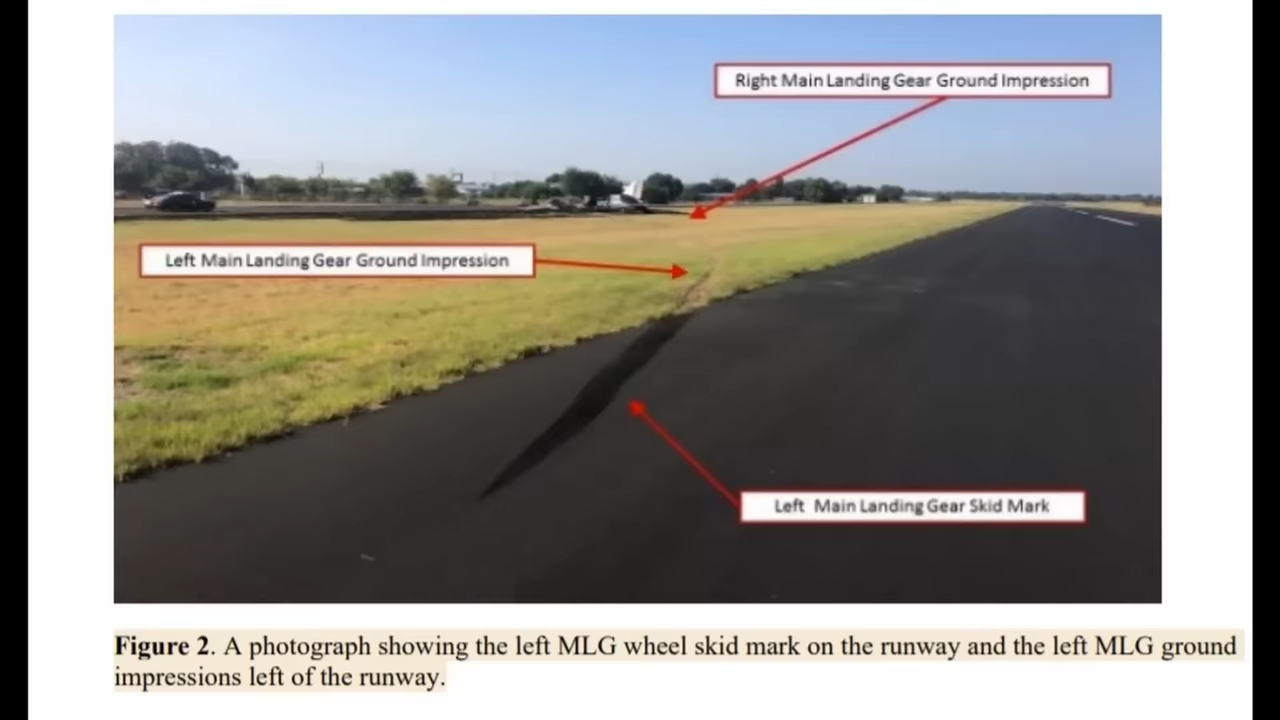 Right Main Landing Gear Ground Impression
Left Main Landing Gear Ground Impression
Left Main Landing Gear Skid Mark
Figure 2. A photograph showing the left MLG wheel skid mark on the runway and the left MLG ground
impressions left of the runway.